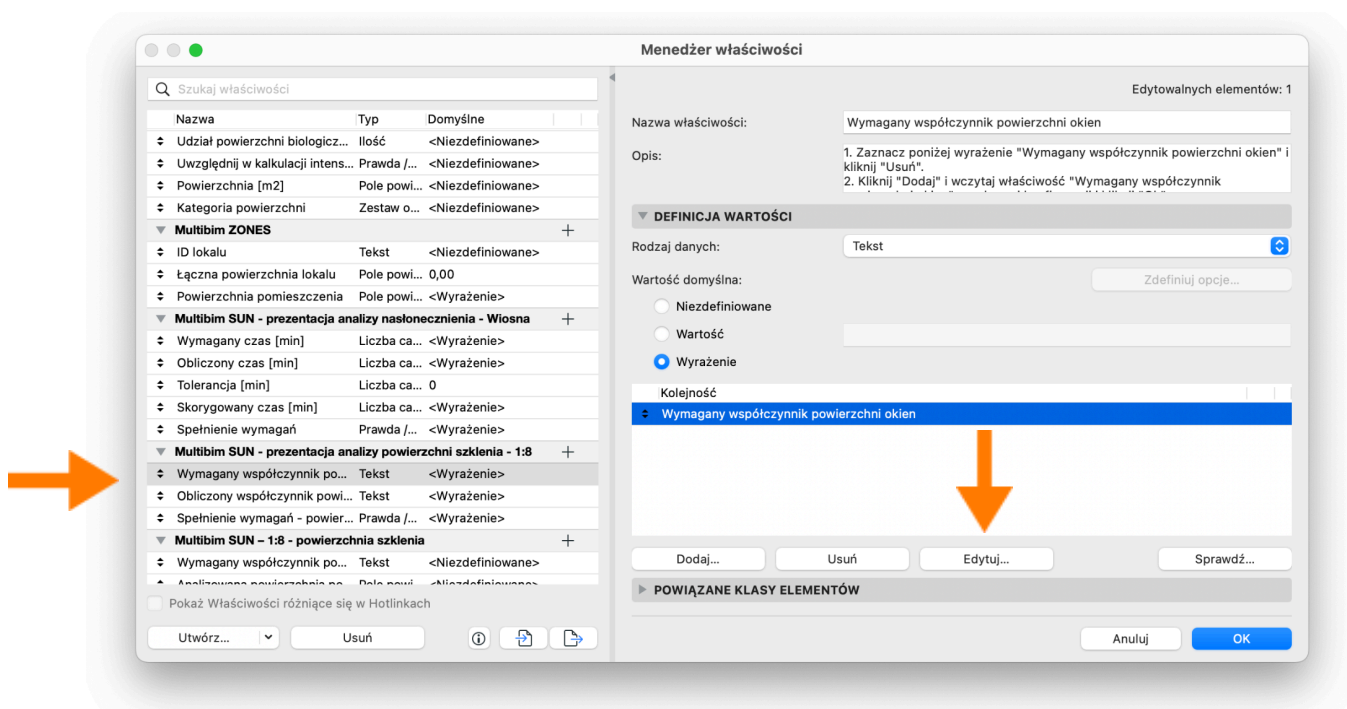 Menedżer właściwości
Szukaj właściwości
Nazwa Typ Domyślne
Udział powierzchni biologicz... Ilość <Niezdefiniowane>
Uwzględnij w kalkulacji intens... Prawda /... <Niezdefiniowane>
Powierzchnia [m2] Pole powi... <Niezdefiniowane>
Kategoria powierzchni Zestaw o... <Niezdefiniowane>
Multibim ZONES
ID lokalu Tekst <Niezdefiniowane>
Łączna powierzchnia lokalu Pole powi... 0,00
Powierzchnia pomieszczenia Pole powi... <Wyrażenie>
Multibim SUN - prezentacja analizy nasłonecznienia - Wiosna
Wymagany czas [min] Liczba ca... <Wyrażenie>
Obliczony czas [min] Liczba ca... <Wyrażenie>
Tolerancja [min] Liczba ca... 0
Skorygowany czas [min] Liczba ca... <Wyrażenie>
Spełnienie wymagań Prawda /... <Wyrażenie>
Multibim SUN - prezentacja analizy powierzchni szklenia - 1:8
Wymagany współczynnik po... Tekst <Wyrażenie>
Obliczony współczynnik powi... Tekst <Wyrażenie>
Spełnienie wymagań - powier... Prawda /... <Wyrażenie>
Multibim SUN – 1:8 - powierzchnia szklenia
Wymagany współczynnik po... Tekst <Niezdefiniowane>
Pokaż Właściwości różniące się w Hotlinkach
Utwórz... Usuń
Edytowalnych elementów: 1
Nazwa właściwości: Wymagany współczynnik powierzchni okien
Opis: 1. Zaznacz poniżej wyrażenie "Wymagany współczynnik powierzchni okien" i
kliknij "Usuń".
2. Kliknij "Dodaj" i wczytaj właściwość "Wymagany współczynnik
DEFINICJA WARTOŚCI
Rodzaj danych: Tekst
Wartość domyślna: Zdefiniuj opcje...
Niezdefiniowane
Wartość
Wyrażenie
Kolejność
Wymagany współczynnik powierzchni okien
Dodaj... Usuń Edytuj... Sprawdź...
POWIĄZANE KLASY ELEMENTÓW
Anuluj OK